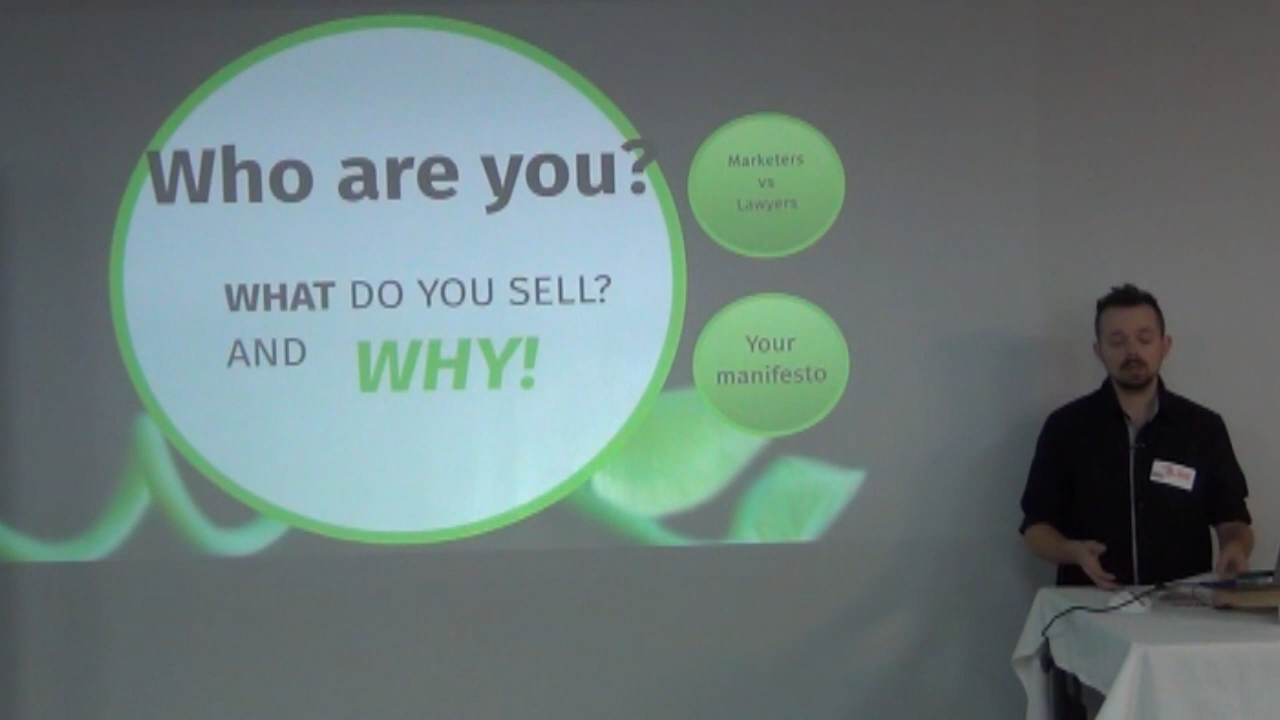 Who are you?
WHAT DO YOU SELL?
AND WHY!
Marketers
vs
Lawyers
Your
manifesto